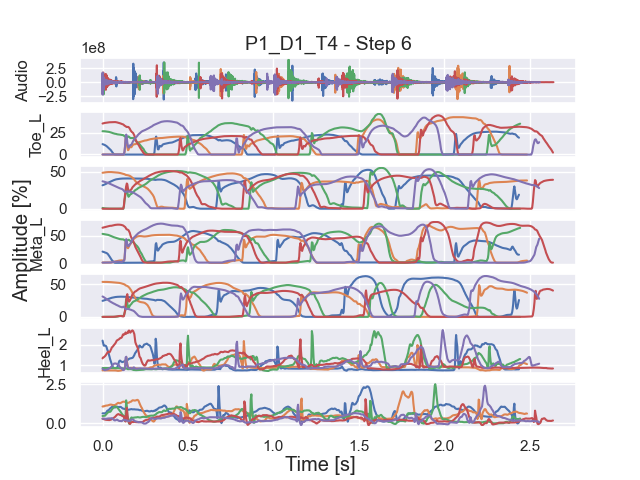 P1_D1_T4 - Step 6
1e8
Audio
2.5
0.0
−2.5
Toe_L
25
0
50
0
Meta_L
50
0
50
0
Heel_L
2
1
2.5
0.0
Amplitude [%]
0.0 0.5 1.0 1.5 2.0 2.5
Time [s]